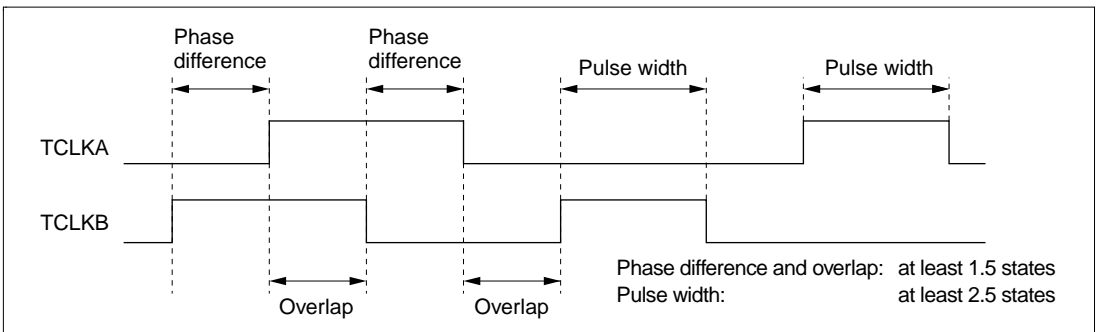 Phase
difference
Phase
difference
Pulse width
Pulse width
TCLKA
TCLKB
Overlap
Overlap
Phase difference and overlap: at least 1.5 states
Pulse width: at least 2.5 states